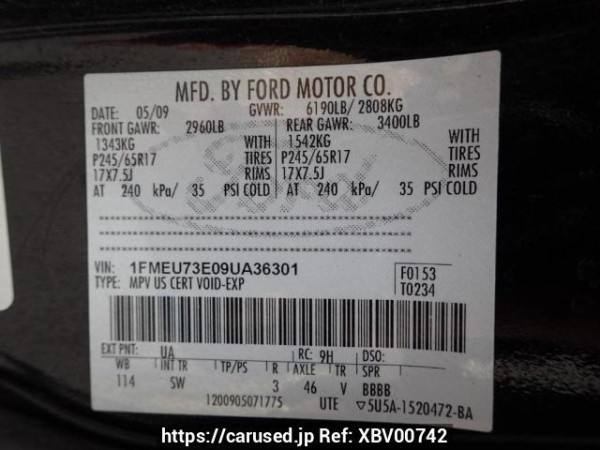 MFD. BY FORD MOTOR CO.
DATE: 05/09 GVWR: 6190LB/ 2808KG
FRONT GAWR: 2960LB REAR GAWR: 3400LB
1343KG WITH 1542KG WITH
P245/65R17 TIRES P245/65R17 TIRES
17X7.5J RIMS 17X7.5J RIMS
AT 240 kPa/ 35 PSI COLD AT 240 kPa/ 35 PSI COLD
Ford
VIN: 1FMEU73E09UA36301 F0153
TYPE: MPV US CERT VOID-EXP T0234
EXT PNT: UA RC: 9H DSO:
WB INT TR TP/PS R AXLE TR SPR
114 SW 3 46 V BBBB
1200905071775 UTE ▽5U5A-1520472-BA
https://carused.jp Ref: XBV00742